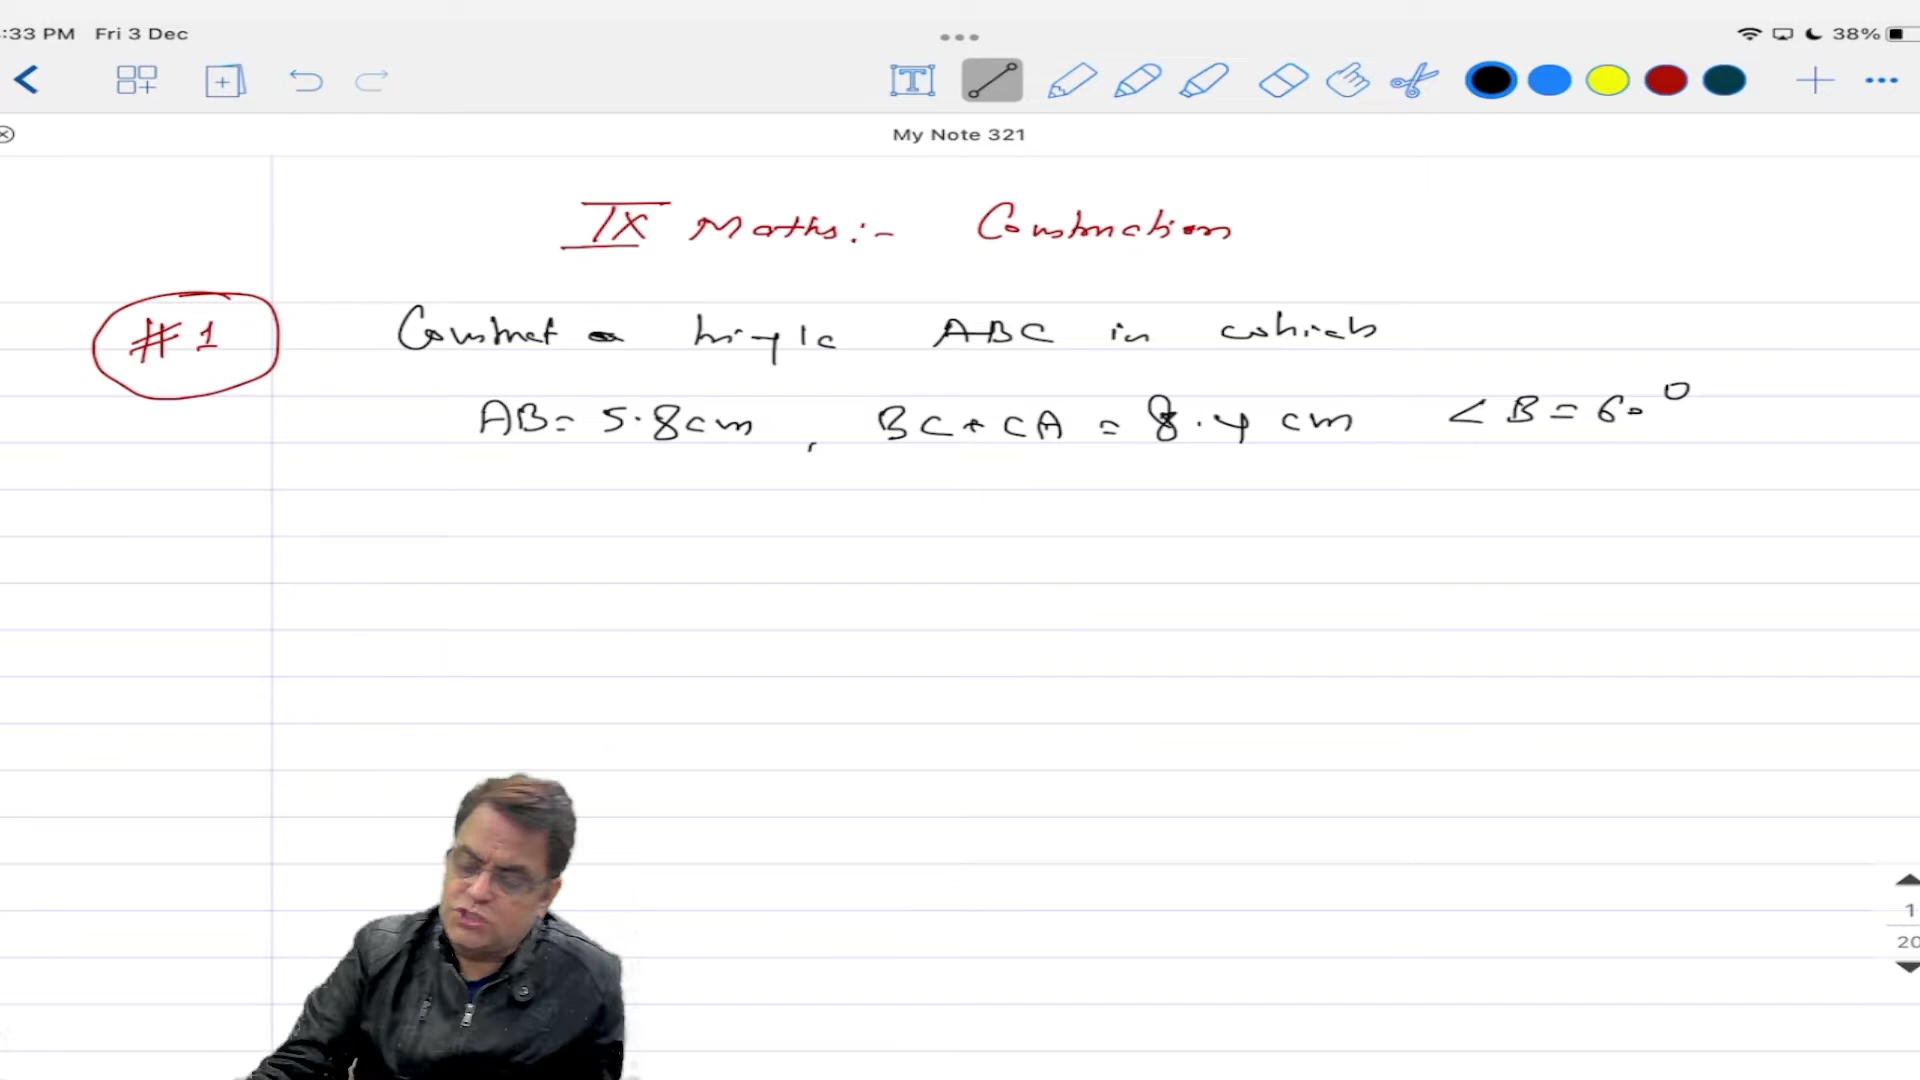 :33 PM Fri 3 Dec
38%
My Note 321
IX Maths:- Construction
#1 Construct a triangle ABC in which
AB= 5.8cm , BC+CA = 8.4 cm ∠B=60°
1
20